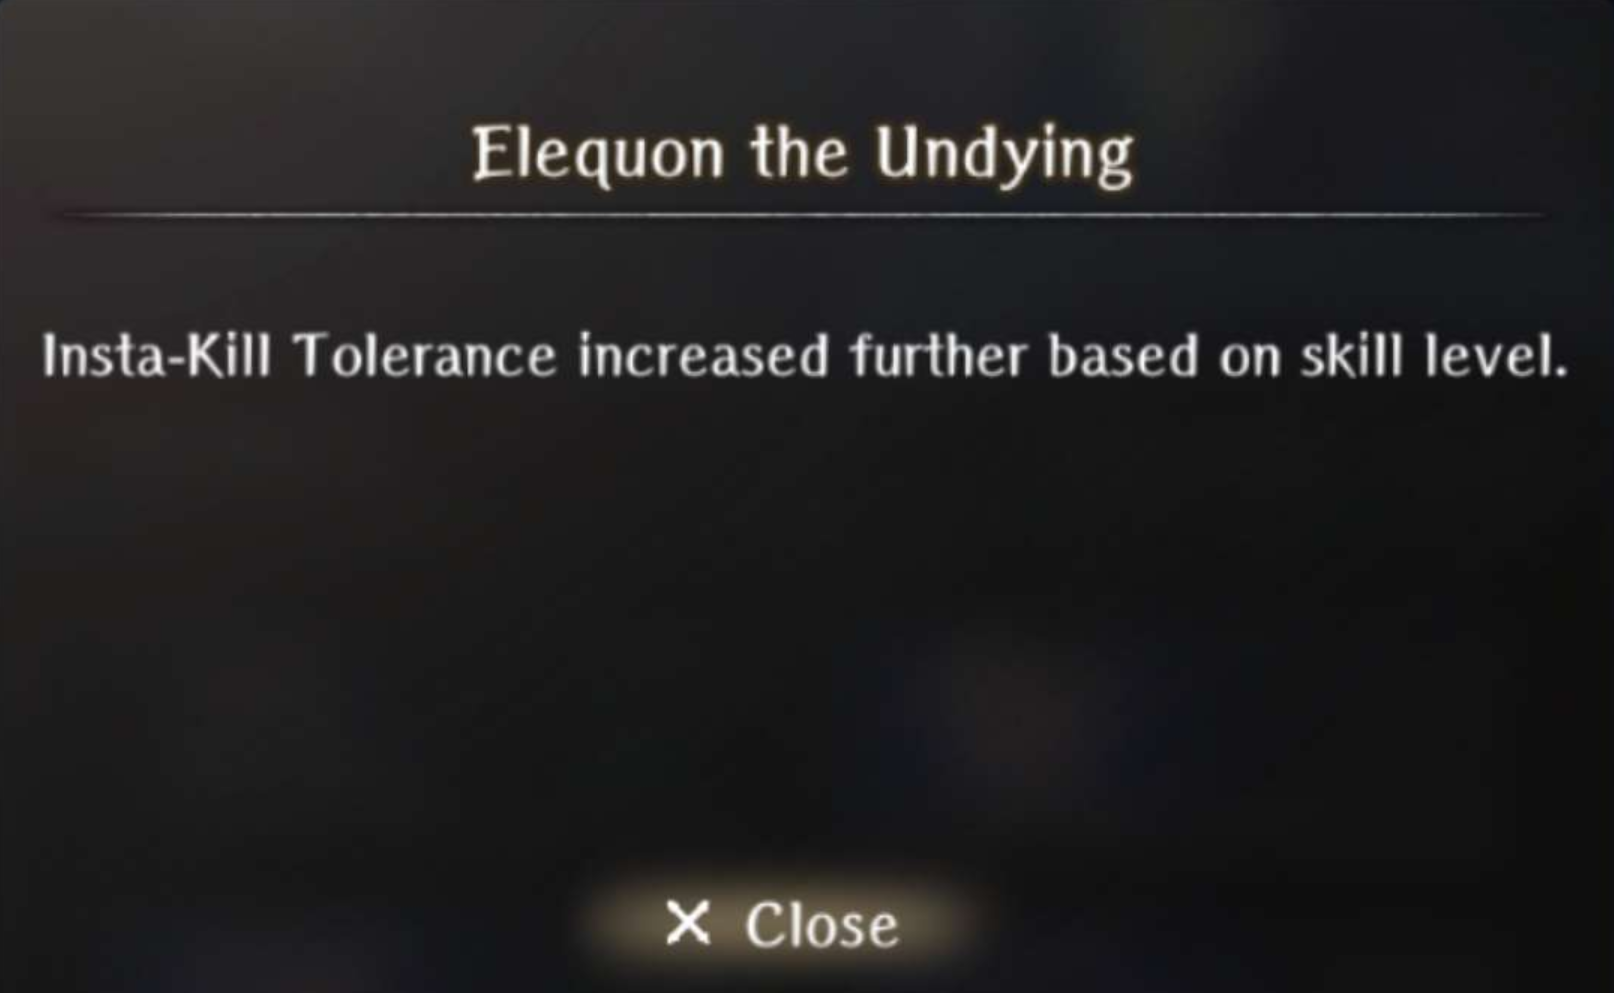 Elequon the Undying
Insta-Kill Tolerance increased further based on skill level.
X Close